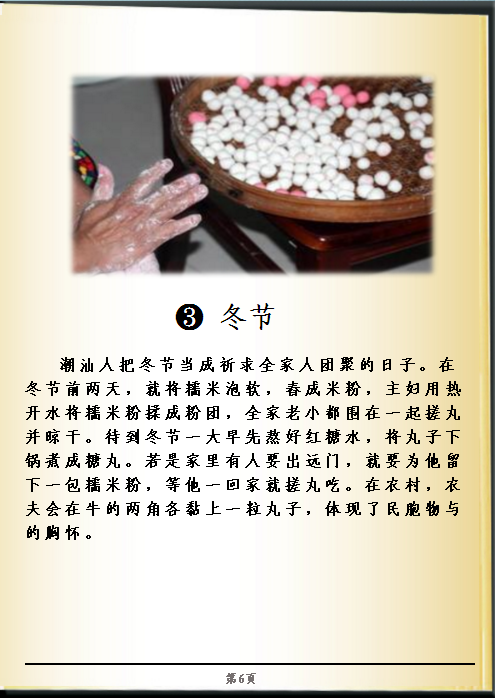 ❸ 冬节
潮汕人把冬节当成祈求全家人团聚的日子。在
冬节前两天，就将糯米泡软，舂成米粉，主妇用热
开水将糯米粉揉成粉团，全家老小都围在一起搓丸
并晾干。待到冬节一大早先熬好红糖水，将丸子下
锅煮成糖丸。若是家里有人要出远门，就要为他留
下一包糯米粉，等他一回家就搓丸吃。在农村，农
夫会在牛的两角各黏上一粒丸子，体现了民胞物与
的胸怀。
第6頁